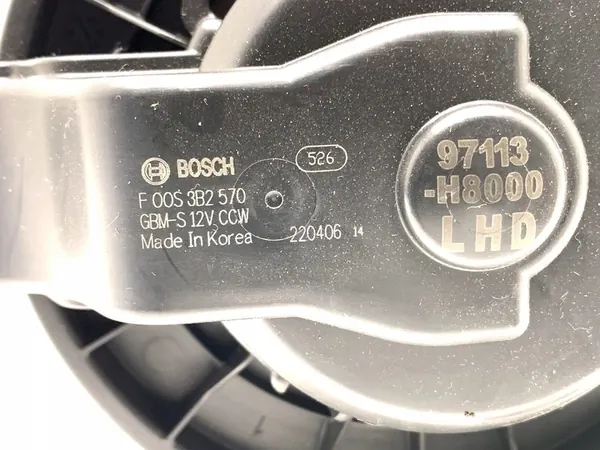 BOSCH
526
F 00S 3B2 570
GBM-S 12V, CCW
Made In Korea 220406 14
97113
-H8000
LHD